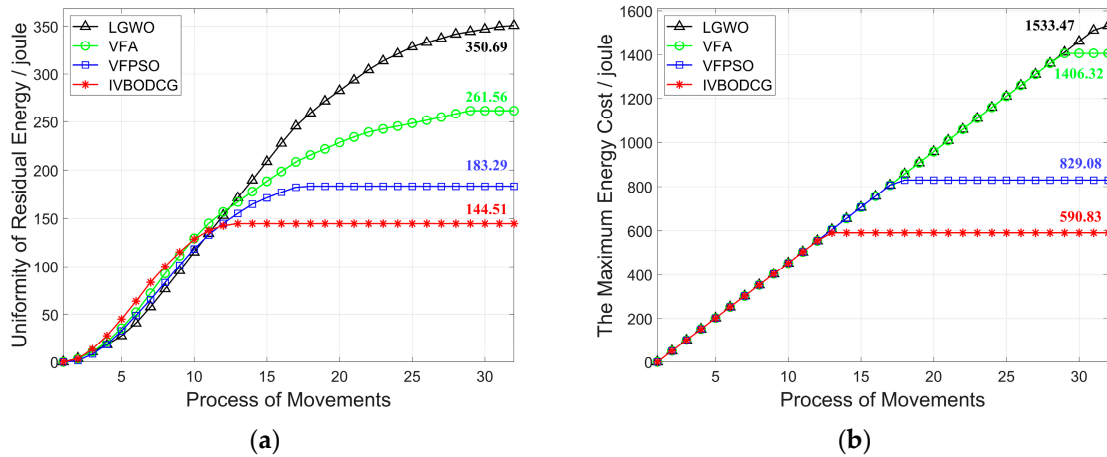 Uniformity of Residual Energy / joule
350
300
250
200
150
100
50
0
LGWO
VFA
VFPSO
IVBODCG
350.69
261.56
183.29
144.51
5 10 15 20 25 30
Process of Movements
(a)
The Maximum Energy Cost / joule
1600
1400
1200
1000
800
600
400
200
0
LGWO
VFA
VFPSO
IVBODCG
1533.47
1406.32
829.08
590.83
5 10 15 20 25 30
Process of Movements
(b)